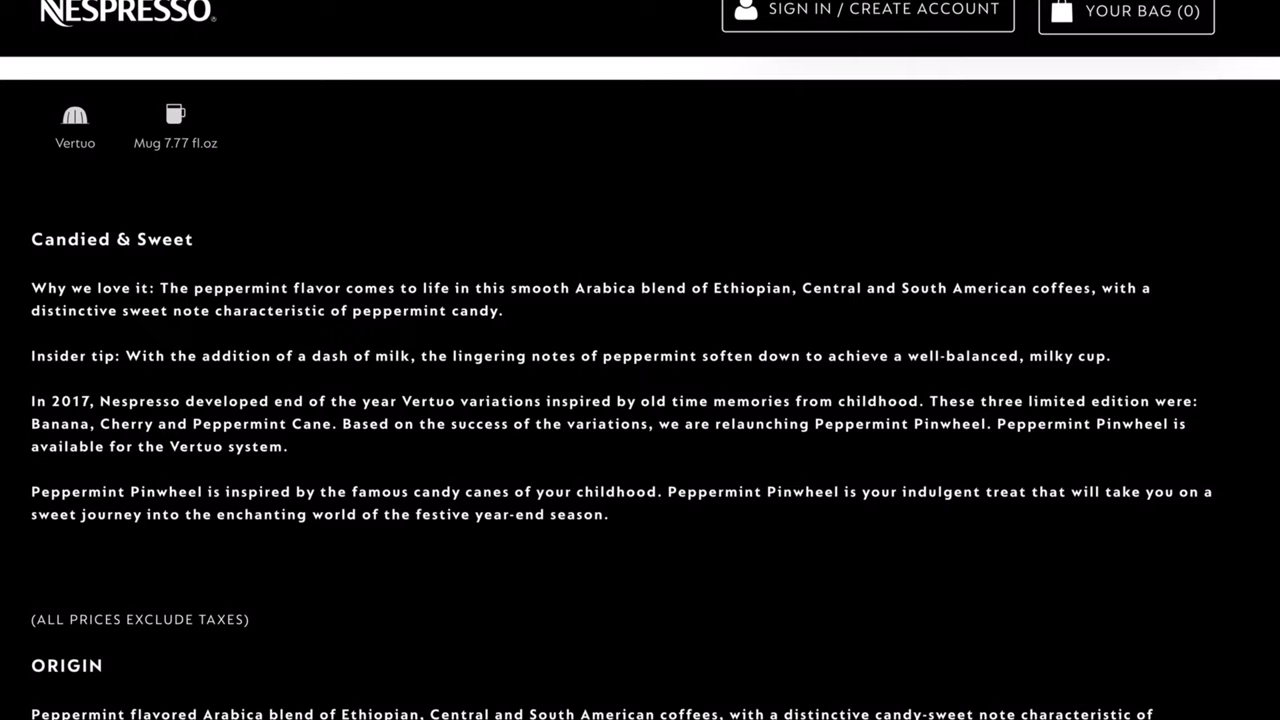 NESPRESSO
SIGN IN / CREATE ACCOUNT
YOUR BAG (0)
Vertuo
Mug 7.77 fl.oz
Candied & Sweet
Why we love it: The peppermint flavor comes to life in this smooth Arabica blend of Ethiopian, Central and South American coffees, with a
distinctive sweet note characteristic of peppermint candy.
Insider tip: With the addition of a dash of milk, the lingering notes of peppermint soften down to achieve a well-balanced, milky cup.
In 2017, Nespresso developed end of the year Vertuo variations inspired by old time memories from childhood. These three limited edition were:
Banana, Cherry and Peppermint Cane. Based on the success of the variations, we are relaunching Peppermint Pinwheel. Peppermint Pinwheel is
available for the Vertuo system.
Peppermint Pinwheel is inspired by the famous candy canes of your childhood. Peppermint Pinwheel is your indulgent treat that will take you on a
sweet journey into the enchanting world of the festive year-end season.
(ALL PRICES EXCLUDE TAXES)
ORIGIN
Peppermint flavored Arabica blend of Ethiopian, Central and South American coffees, with a distinctive candy-sweet note characteristic of